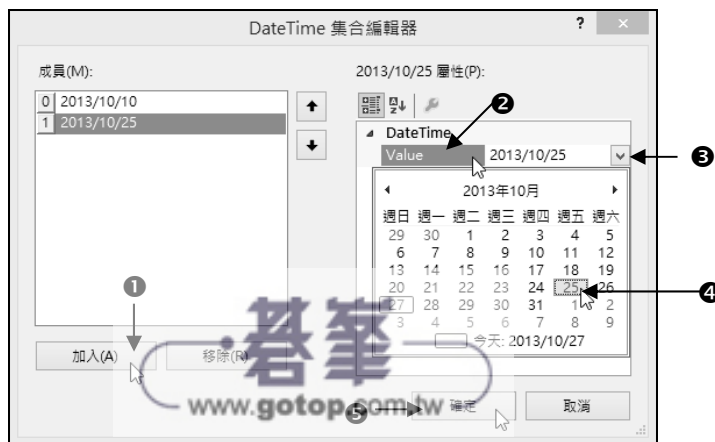 DateTime 集合編輯器
?
×
成員(M):
2013/10/25 屬性(P):
0 2013/10/10
1 2013/10/25
❷
DateTime
Value 2013/10/25
❸
2013年10月
週日 週一 週二 週三 週四 週五 週六
29 30 1 2 3 4 5
6 7 8 9 10 11 12
13 14 15 16 17 18 19
20 21 22 23 24 25 26
❹
27 28 29 30 31 1 2
3 4 5 6 7 8 9
今天: 2013/10/27
❶
加入(A)
移除(R)
碁峯
www.gotop.com.tw
❺
確定
取消